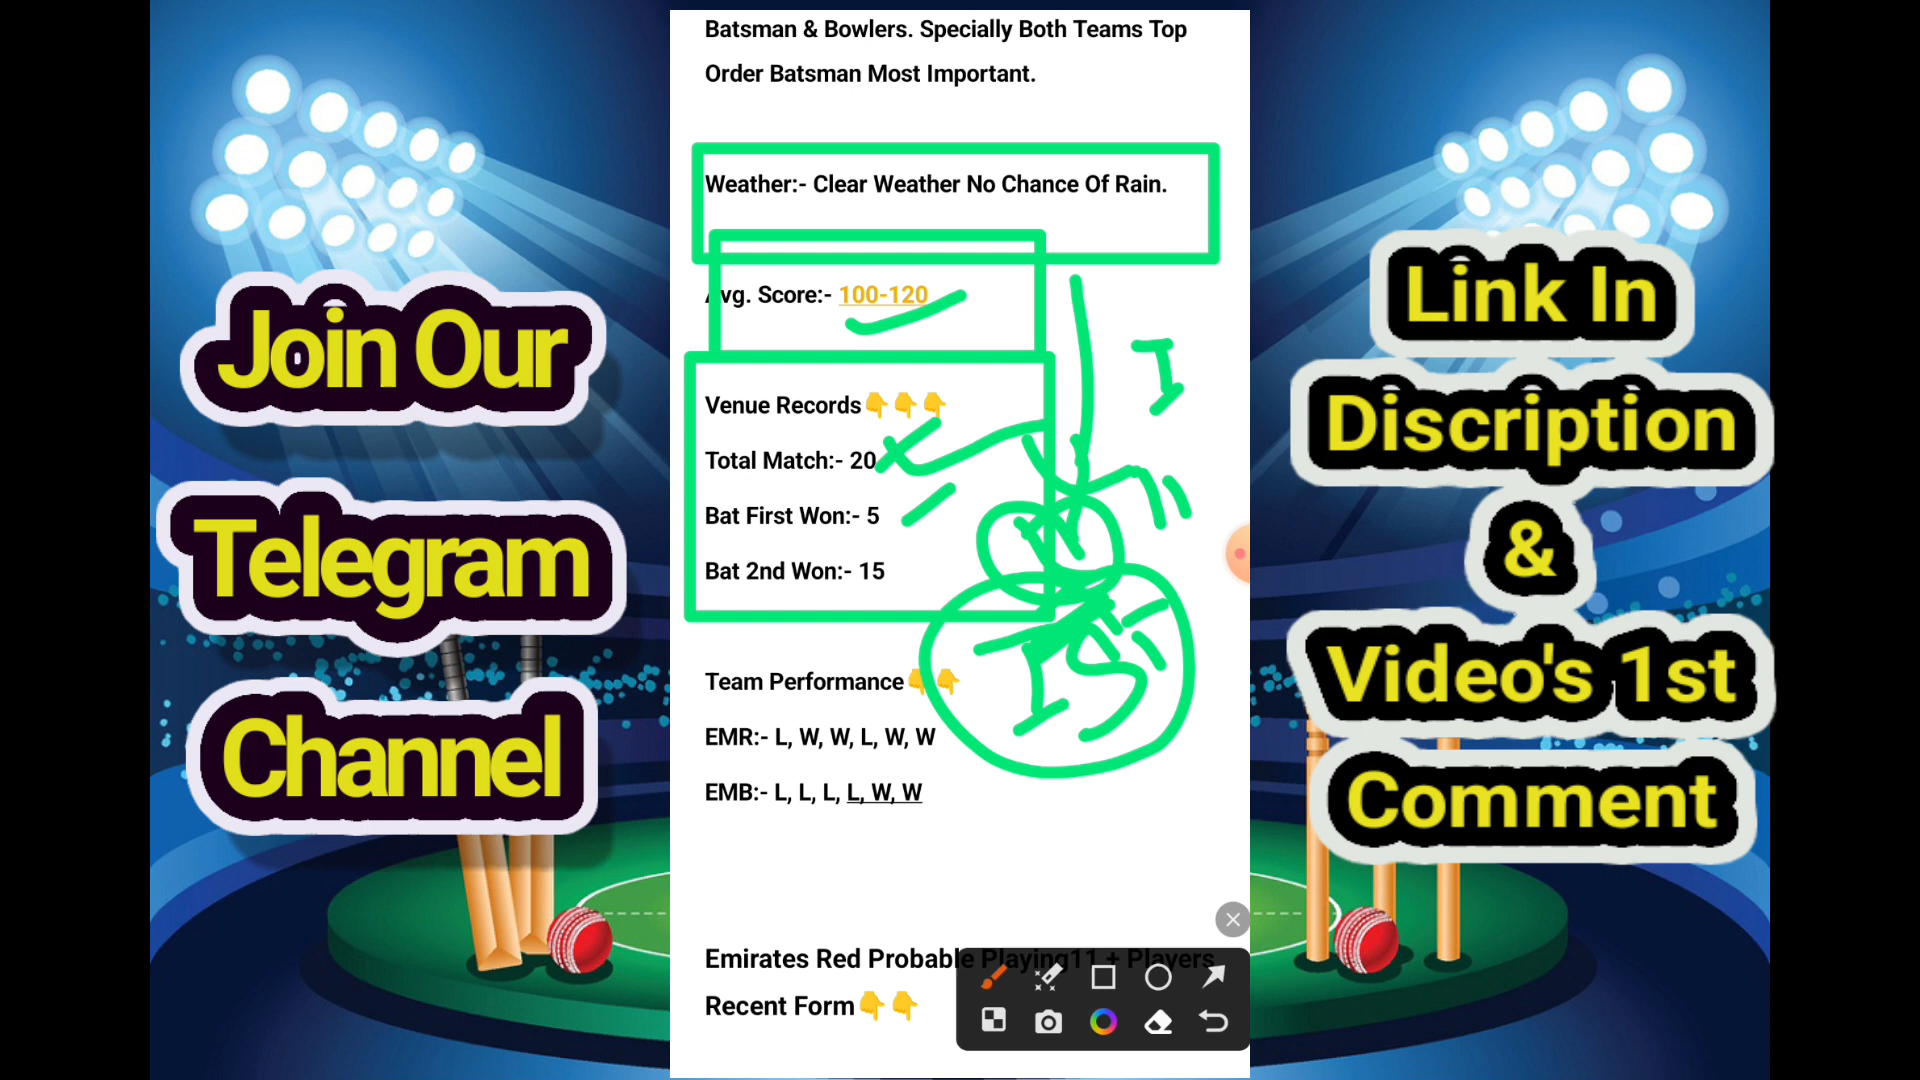 Batsman & Bowlers. Specially Both Teams Top
Order Batsman Most Important.
Weather:- Clear Weather No Chance Of Rain.
Avg. Score:- 100-120
Venue Records👇👇👇
Total Match:- 20
Bat First Won:- 5
Bat 2nd Won:- 15
15
Team Performance👇👇
EMR:- L, W, W, L, W, W
EMB:- L, L, L, L, W, W
Emirates Red Probable Playing11 + Players
Recent Form👇👇
Join Our
Telegram
Channel
Link In
Discription
&
Video's 1st
Comment